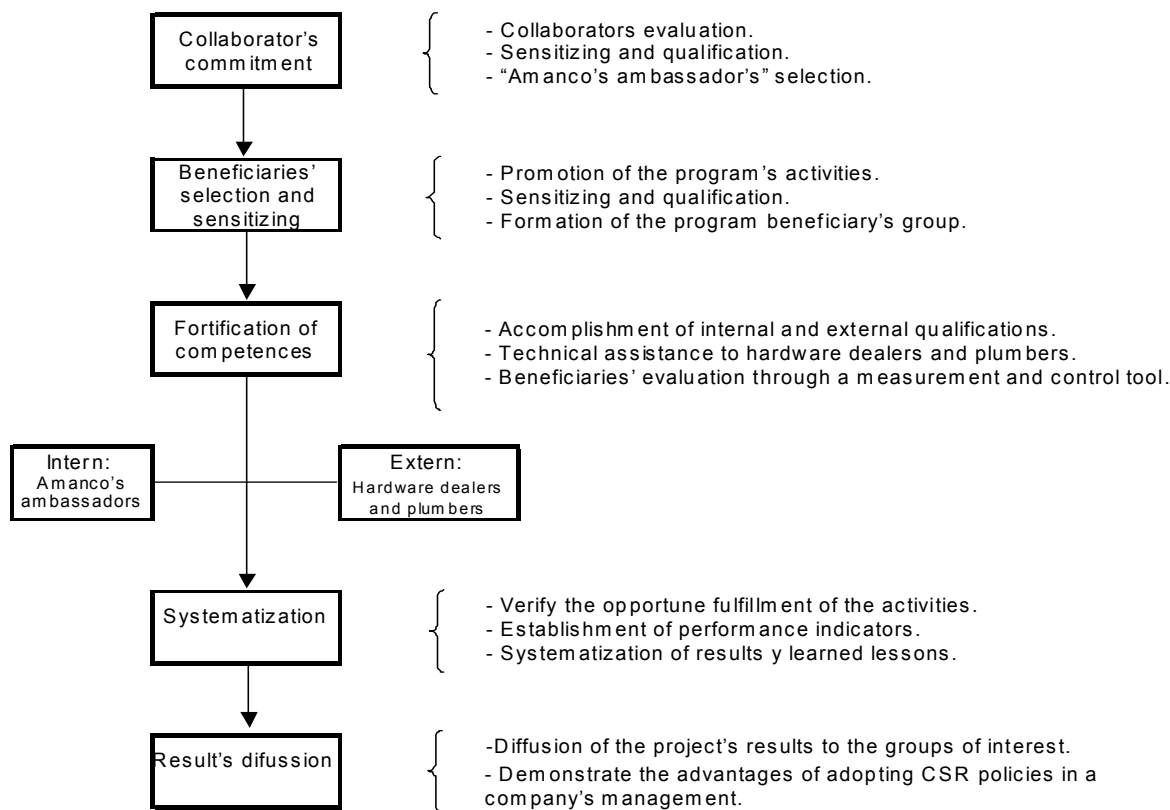 Collaborator's
commitment
- Collaborators evaluation.
- Sensitizing and qualification.
- “Amanco's ambassador's” selection.
Beneficiaries'
selection and
sensitizing
- Promotion of the program's activities.
- Sensitizing and qualification.
- Formation of the program beneficiary's group.
Fortification of
competences
- Accomplishment of internal and external qualifications.
- Technical assistance to hardware dealers and plumbers.
- Beneficiaries' evaluation through a measurement and control tool.
Intern:
Amanco's
ambassadors
Extern:
Hardware dealers
and plumbers
Systematization
- Verify the opportune fulfillment of the activities.
- Establishment of performance indicators.
- Systematization of results y learned lessons.
Result's difussion
-Diffusion of the project's results to the groups of interest.
- Demonstrate the advantages of adopting CSR policies in a
company's management.